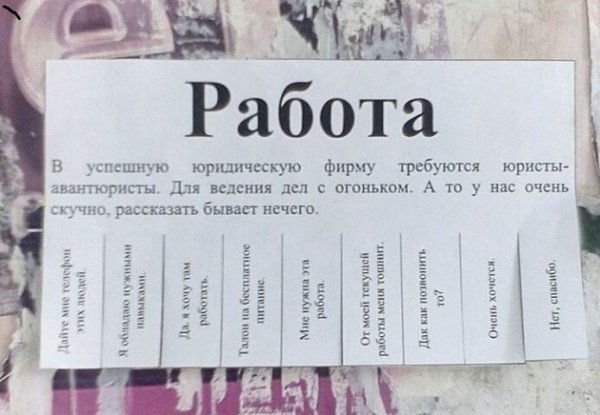 Работа
В успешную юридическую фирму требуются юристы-
авантюристы. Для ведения дел с огоньком. А то у нас очень
скучно, рассказать бывает нечего.
Дайте мне телефон
этих людей.
Я обладаю нужными
навыками.
Да, я хочу там
работать.
Талон на бесплатное
питание.
Мне нужна эта
работа.
От моей текущей
работы меня тошнит.
Дак как позвонить
то?
Очень хочется.
Нет, спасибо.